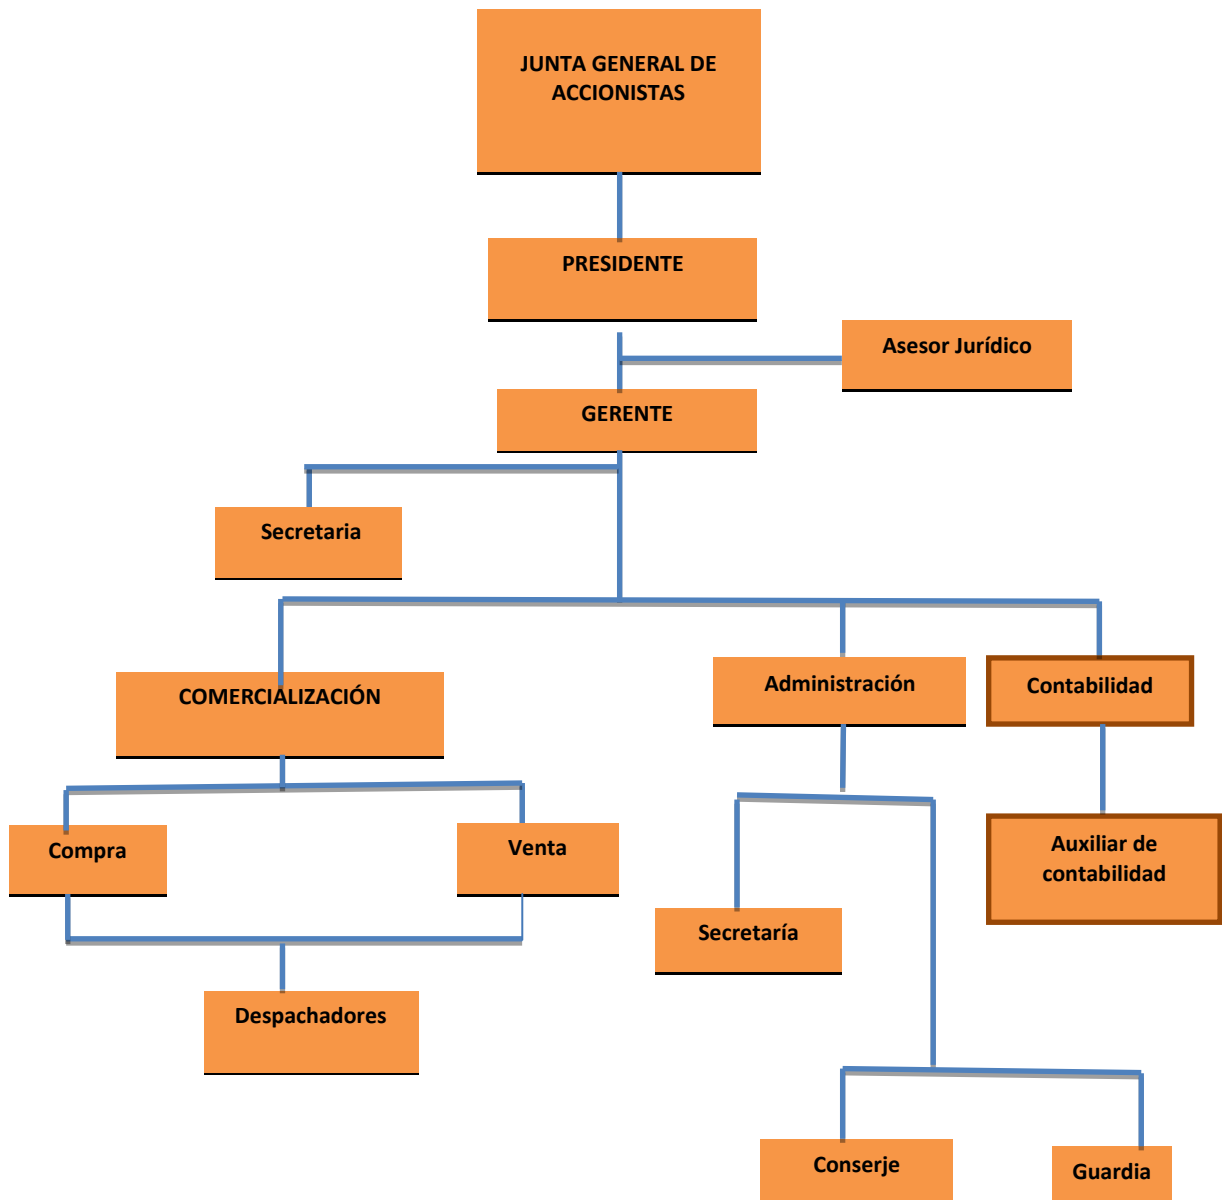 JUNTA GENERAL DE
ACCIONISTAS
PRESIDENTE
Asesor Jurídico
GERENTE
Secretaria
COMERCIALIZACIÓN
Administración
Contabilidad
Compra
Venta
Auxiliar de
contabilidad
Secretaría
Despachadores
Conserje
Guardia